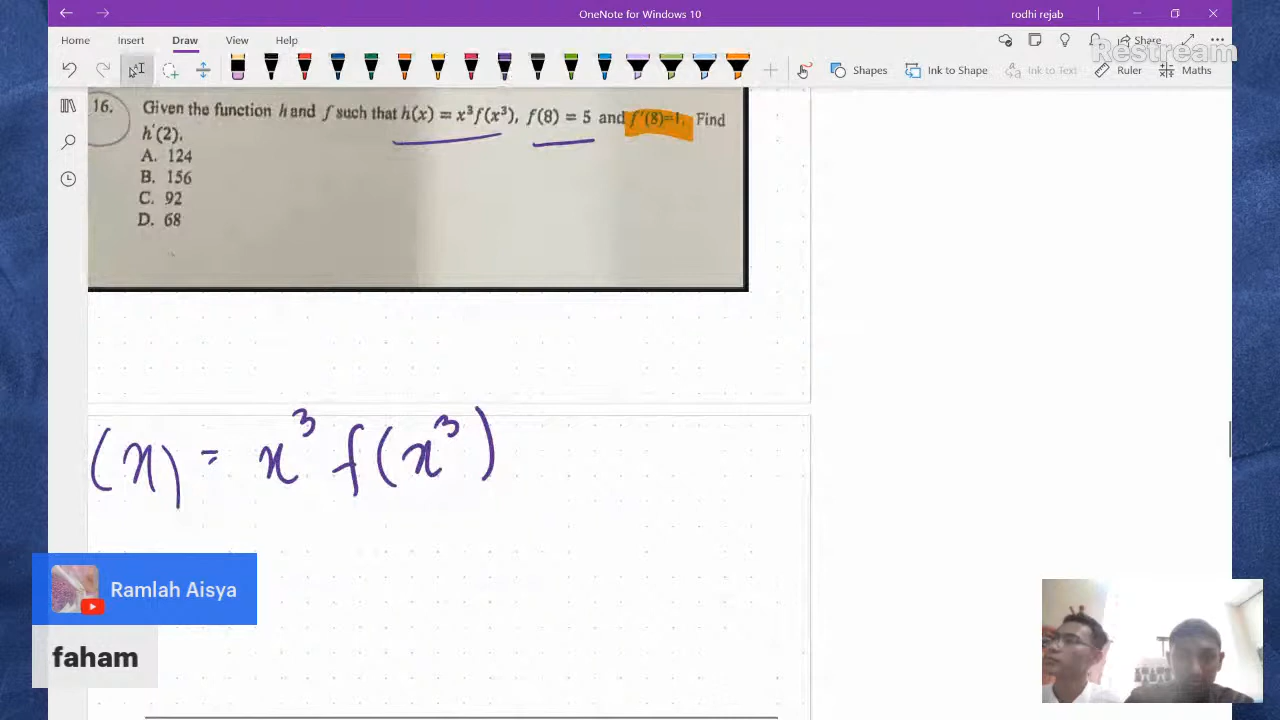 OneNote for Windows 10
rodhi rejab
Home Insert Draw View Help
Share
Restream
Shapes Ink to Shape Ink to Text Ruler Maths
16. Given the function h and f such that h(x) = x³f(x³), f(8) = 5 and f'(8)=1. Find
h'(2).
A. 124
B. 156
C. 92
D. 68
(x) = x³ f(x³)
Ramlah Aisya
faham